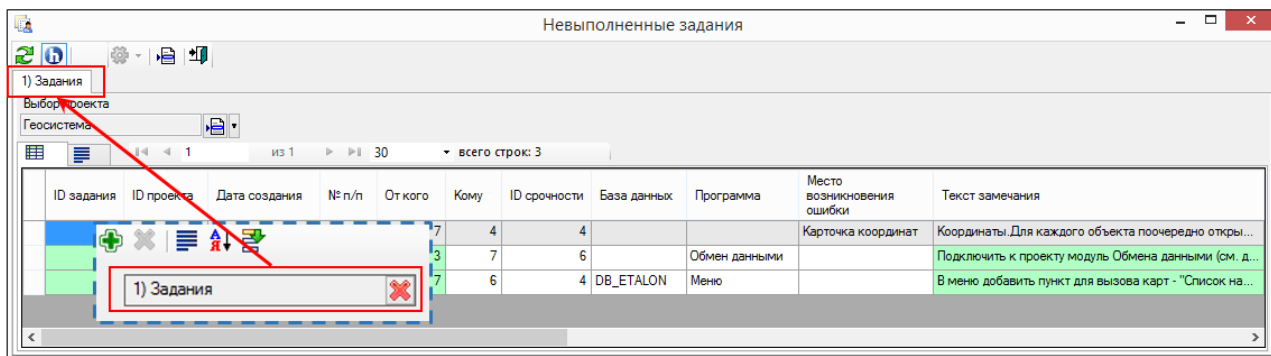 Невыполненные задания
1) Задания
Выбор проекта
Геосистема
1 из 1 30 всего строк: 3
ID задания ID проекта Дата создания № п/п От кого Кому ID срочности База данных Программа Место возникновения ошибки Текст замечания
7 4 4 Карточка координат Координаты.Для каждого объекта поочередно откры...
3 7 6 Обмен данными Подключить к проекту модуль Обмена данными (см. д...
7 6 4 DB_ETALON Меню В меню добавить пункт для вызова карт - "Список на...
1) Задания